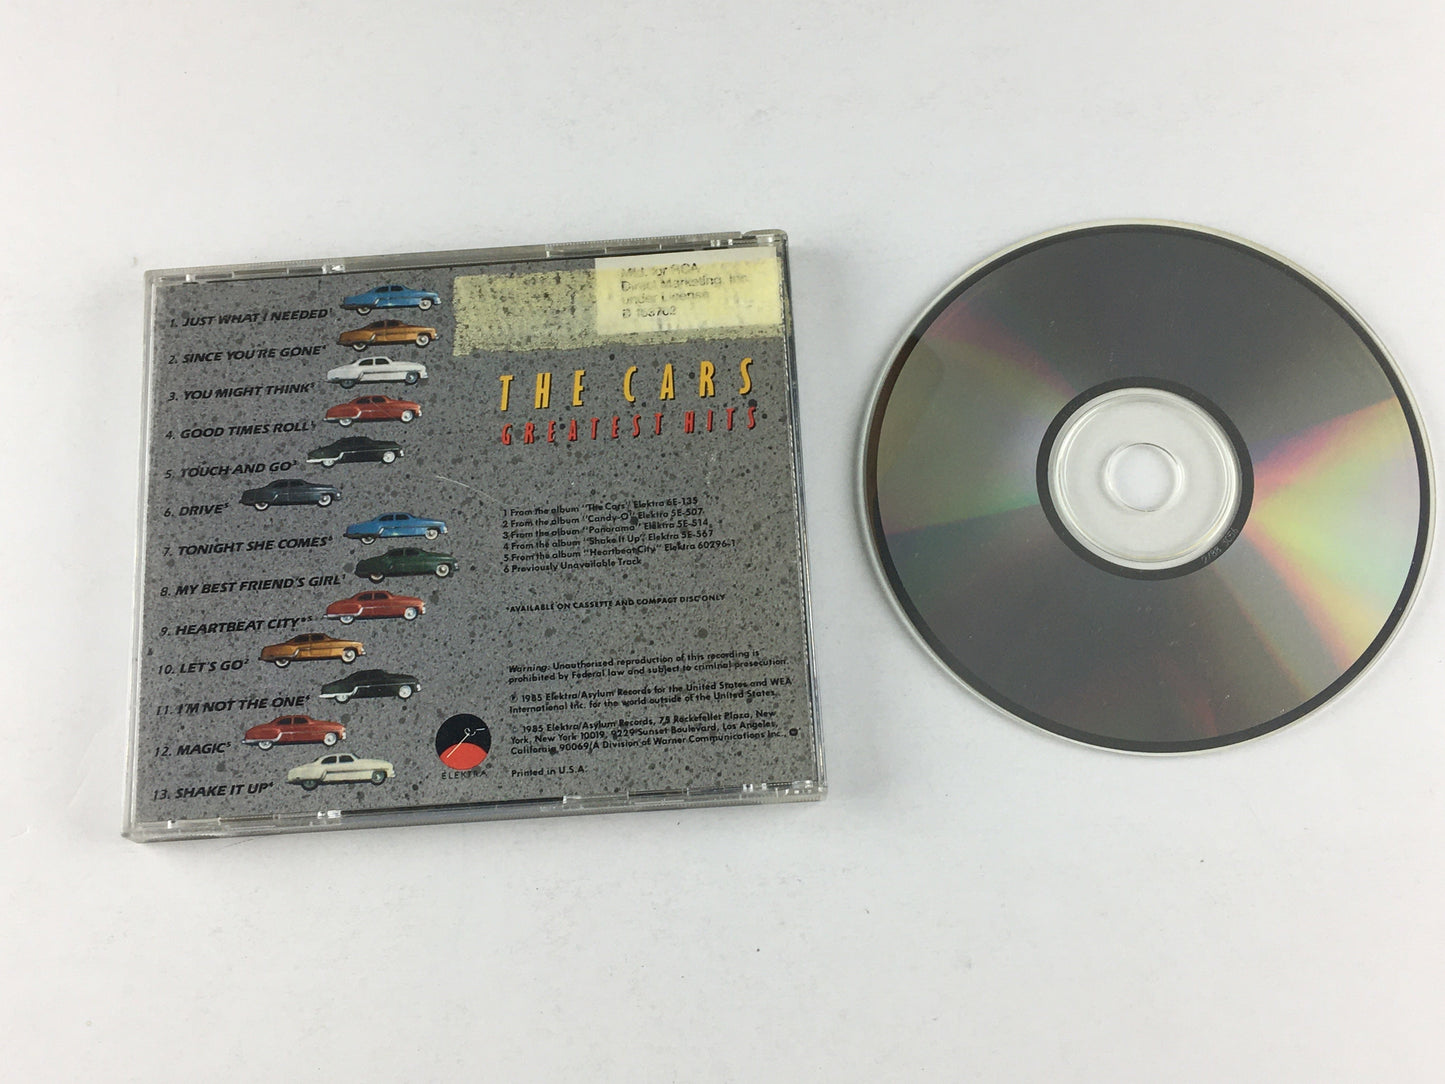 1. JUST WHAT I NEEDED¹
2. SINCE YOU'RE GONE⁴
3. YOU MIGHT THINK⁵
4. GOOD TIMES ROLL¹
5. TOUCH AND GO³
6. DRIVE⁵
7. TONIGHT SHE COMES⁶
8. MY BEST FRIEND'S GIRL¹
9. HEARTBEAT CITY*⁵
10. LET'S GO²
11. I'M NOT THE ONE⁴
12. MAGIC⁵
13. SHAKE IT UP⁴
Mfd. for RCA
Direct Marketing, Inc.
under License
D 153702
THE CARS
GREATEST HITS
1 From the album "The Cars" Elektra 6E-135
2 From the album "Candy-O" Elektra 5E-507
3 From the album "Panorama" Elektra 5E-514
4 From the album "Shake It Up" Elektra 5E-567
5 From the album "Heartbeat City" Elektra 60296-1
6 Previously Unavailable Track
*AVAILABLE ON CASSETTE AND COMPACT DISC ONLY
Warning: Unauthorized reproduction of this recording is
prohibited by Federal law and subject to criminal prosecution.
℗ 1985 Elektra/Asylum Records for the United States and WEA
International Inc. for the world outside of the United States.
© 1985 Elektra/Asylum Records, 75 Rockefeller Plaza, New
York, New York 10019, 9229 Sunset Boulevard, Los Angeles,
California 90069/A Division of Warner Communications Inc.,
Printed in U.S.A.
ELEKTRA